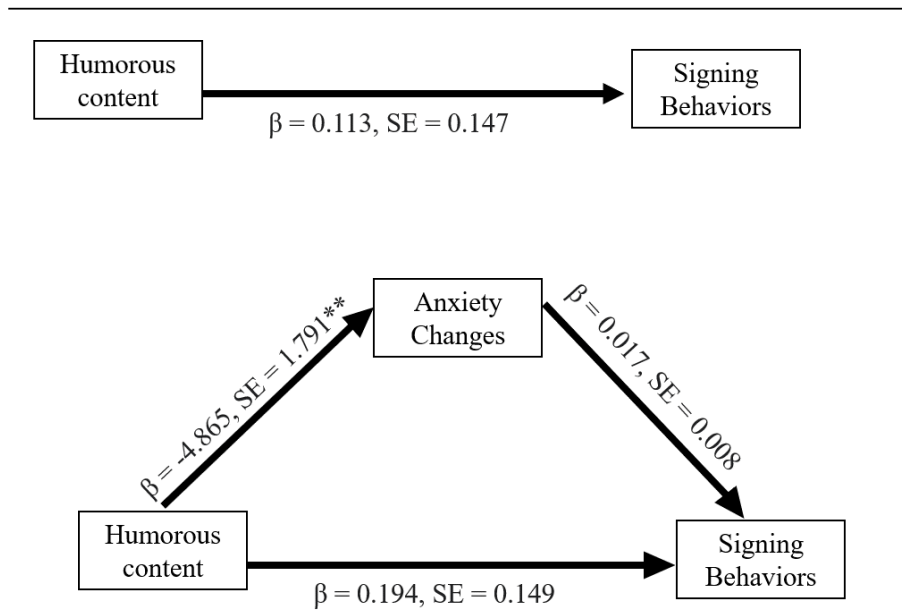 Humorous
content
Signing
Behaviors
β = 0.113, SE = 0.147
Anxiety
Changes
β = -4.865, SE = 1.791**
β = 0.017, SE = 0.008
Humorous
content
Signing
Behaviors
β = 0.194, SE = 0.149